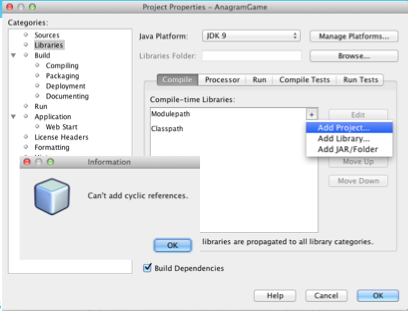 Project Properties - AnagramGame
Categories:
Sources
Libraries
Build
Compiling
Packaging
Deployment
Documenting
Run
Application
Web Start
License Headers
Formatting
Java Platform:
JDK 9
Manage Platforms...
Libraries Folder:
Browse...
Compile
Processor
Run
Compile Tests
Run Tests
Compile-time Libraries:
Modulepath
+
Edit
Classpath
Add Project...
Add Library...
Add JAR/Folder
Move Up
Move Down
Information
Can't add cyclic references.
OK
libraries are propagated to all library categories.
Build Dependencies
Help
Cancel
OK